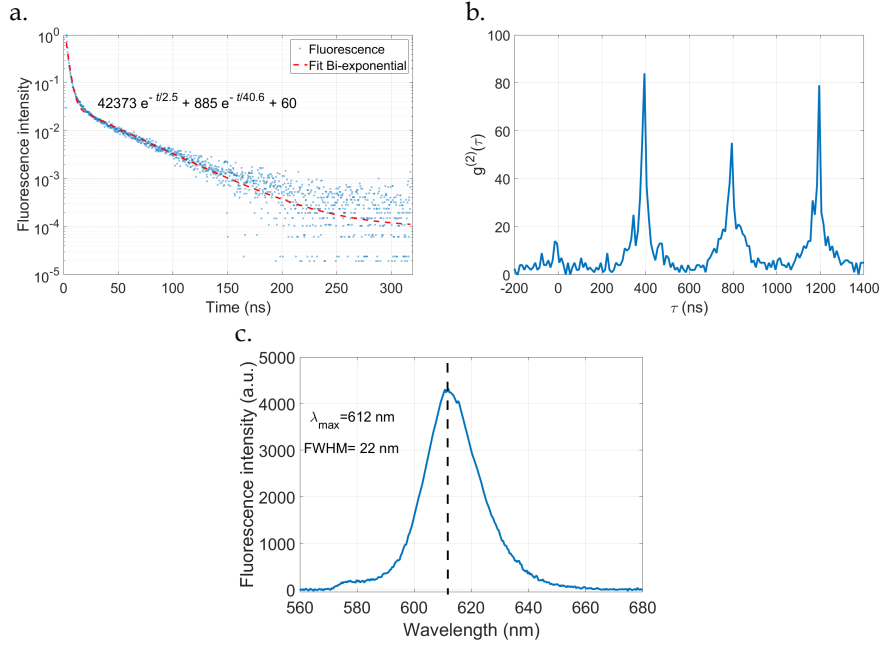 a.
Fluorescence intensity
10^0
10^-1
10^-2
10^-3
10^-4
10^-5
Fluorescence
Fit Bi-exponential
42373 e^- t/2.5 + 885 e^- t/40.6 + 60
0 50 100 150 200 250 300
Time (ns)
b.
g^(2)(τ)
100
80
60
40
20
0
-200 0 200 400 600 800 1000 1200 1400
τ (ns)
c.
Fluorescence intensity (a.u.)
5000
4000
3000
2000
1000
0
λ_max=612 nm
FWHM= 22 nm
560 580 600 620 640 660 680
Wavelength (nm)